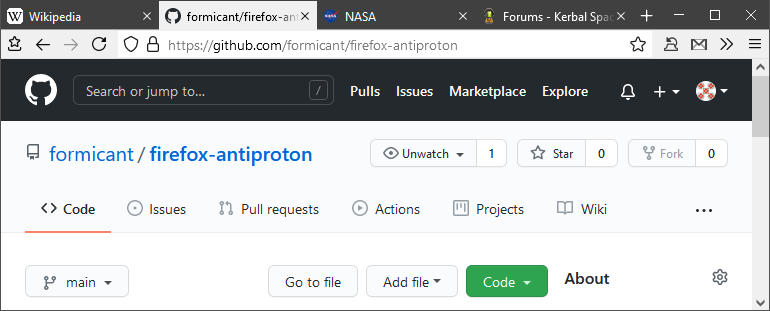 Wikipedia formicant/firefox-ant NASA Forums - Kerbal Spac
https://github.com/formicant/firefox-antiproton
Search or jump to... / Pulls Issues Marketplace Explore
formicant / firefox-antiproton Unwatch 1 Star 0 Fork 0
Code Issues Pull requests Actions Projects Wiki ...
main Go to file Add file Code About